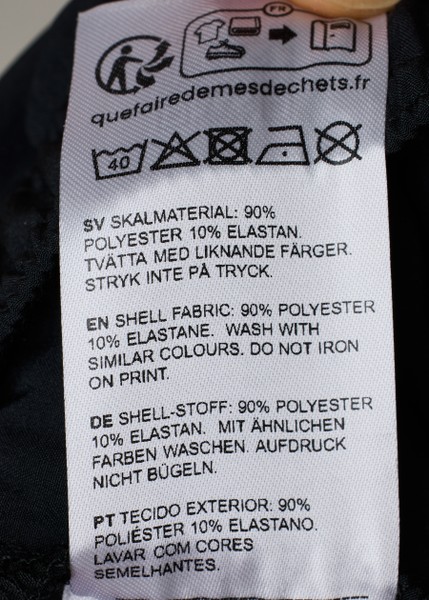 FR
quefairedemesdechets.fr
40
SV SKALMATERIAL: 90%
POLYESTER 10% ELASTAN.
TVÄTTA MED LIKNANDE FÄRGER.
STRYK INTE PÅ TRYCK.
EN SHELL FABRIC: 90% POLYESTER
10% ELASTANE. WASH WITH
SIMILAR COLOURS. DO NOT IRON
ON PRINT.
DE SHELL-STOFF: 90% POLYESTER
10% ELASTAN. MIT ÄHNLICHEN
FARBEN WASCHEN. AUFDRUCK
NICHT BÜGELN.
PT TECIDO EXTERIOR: 90%
POLIÉSTER 10% ELASTANO.
LAVAR COM CORES
SEMELHANTES.